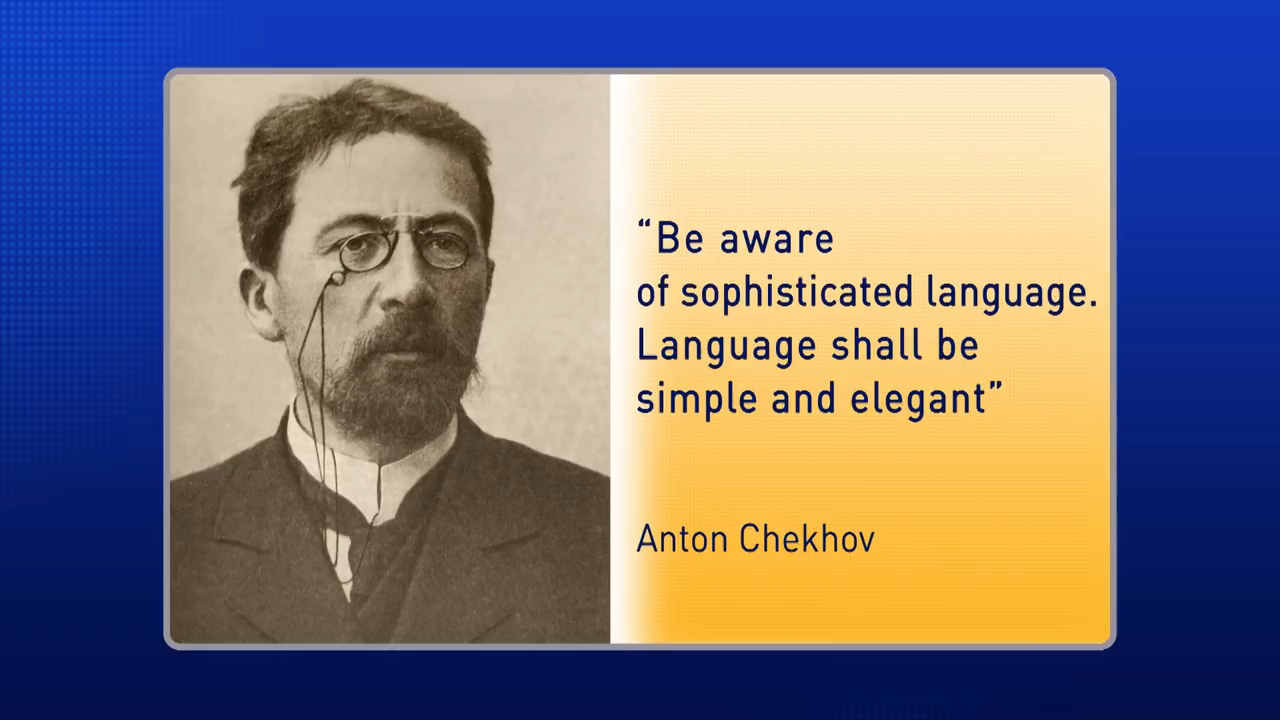 “Be aware
of sophisticated language.
Language shall be
simple and elegant”
Anton Chekhov